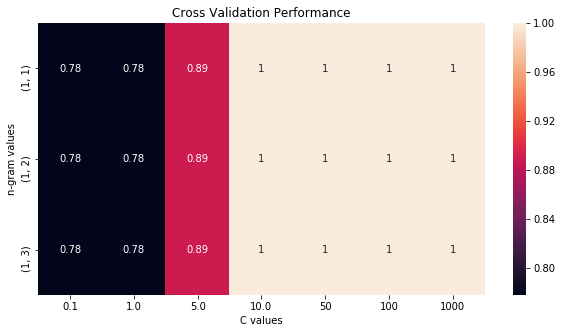 Cross Validation Performance
n-gram values
(1, 1)
0.78 0.78 0.89 1 1 1 1
(1, 2)
0.78 0.78 0.89 1 1 1 1
(1, 3)
0.78 0.78 0.89 1 1 1 1
0.1 1.0 5.0 10.0 50 100 1000
C values
1.00
0.96
0.92
0.88
0.84
0.80